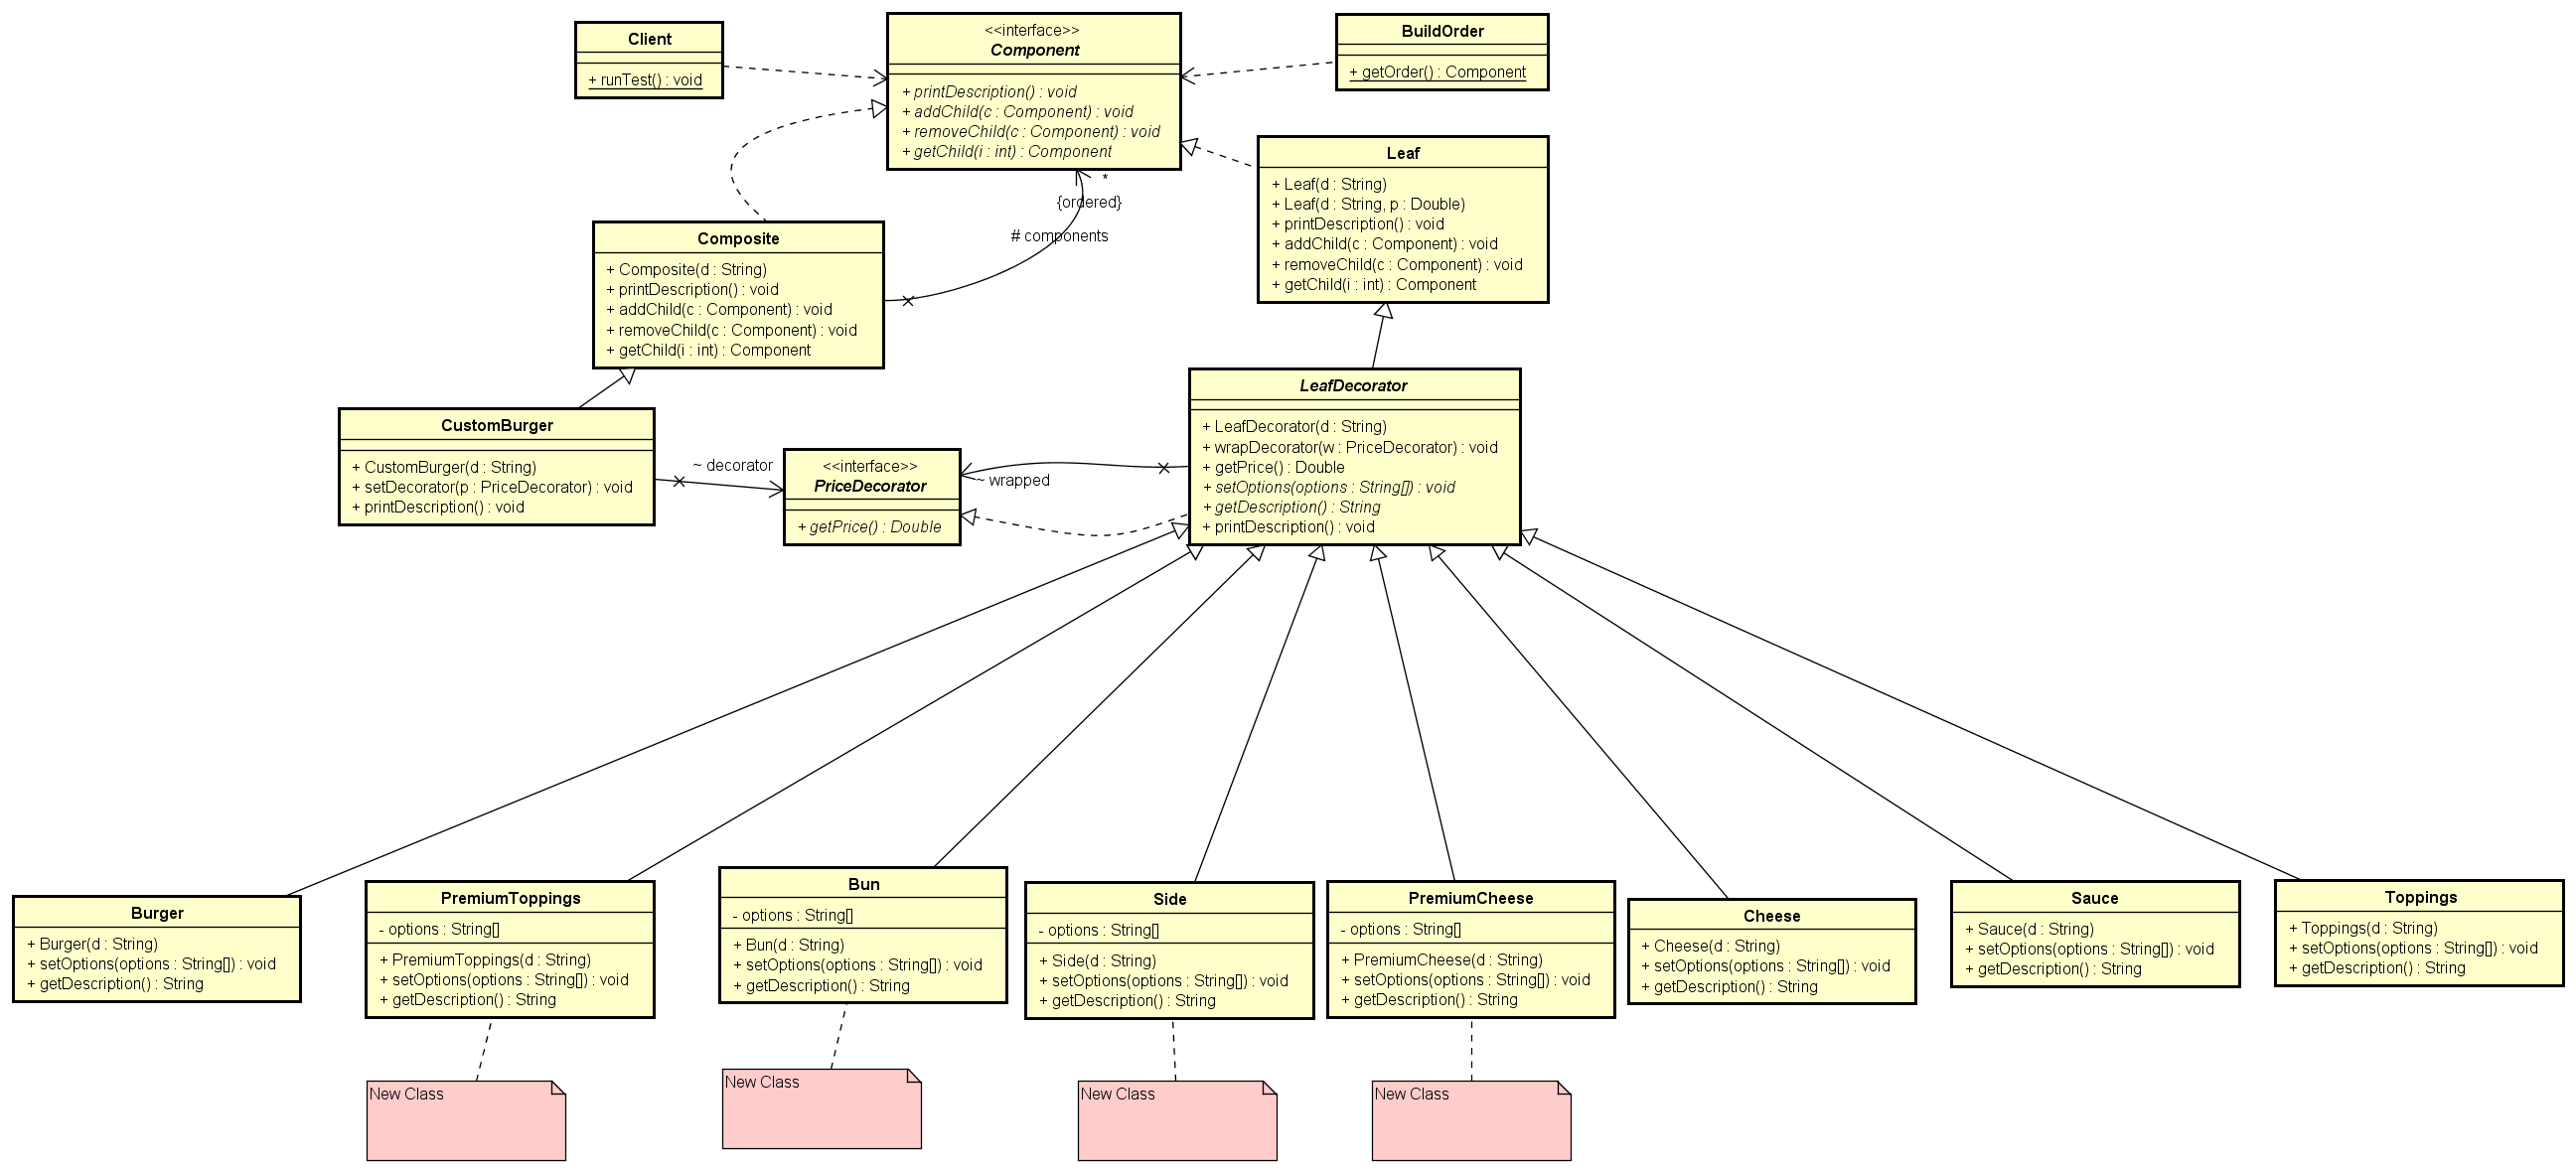 Client
+ runTest() : void
<<interface>>
Component
+ printDescription() : void
+ addChild(c : Component) : void
+ removeChild(c : Component) : void
+ getChild(i : int) : Component
BuildOrder
+ getOrder() : Component
Leaf
+ Leaf(d : String)
+ Leaf(d : String, p : Double)
+ printDescription() : void
+ addChild(c : Component) : void
+ removeChild(c : Component) : void
+ getChild(i : int) : Component
*
{ordered}
# components
Composite
+ Composite(d : String)
+ printDescription() : void
+ addChild(c : Component) : void
+ removeChild(c : Component) : void
+ getChild(i : int) : Component
CustomBurger
+ CustomBurger(d : String)
+ setDecorator(p : PriceDecorator) : void
+ printDescription() : void
~ decorator
<<interface>>
PriceDecorator
+ getPrice() : Double
~ wrapped
LeafDecorator
+ LeafDecorator(d : String)
+ wrapDecorator(w : PriceDecorator) : void
+ getPrice() : Double
+ setOptions(options : String[]) : void
+ getDescription() : String
+ printDescription() : void
Burger
+ Burger(d : String)
+ setOptions(options : String[]) : void
+ getDescription() : String
PremiumToppings
- options : String[]
+ PremiumToppings(d : String)
+ setOptions(options : String[]) : void
+ getDescription() : String
Bun
- options : String[]
+ Bun(d : String)
+ setOptions(options : String[]) : void
+ getDescription() : String
Side
- options : String[]
+ Side(d : String)
+ setOptions(options : String[]) : void
+ getDescription() : String
PremiumCheese
- options : String[]
+ PremiumCheese(d : String)
+ setOptions(options : String[]) : void
+ getDescription() : String
Cheese
+ Cheese(d : String)
+ setOptions(options : String[]) : void
+ getDescription() : String
Sauce
+ Sauce(d : String)
+ setOptions(options : String[]) : void
+ getDescription() : String
Toppings
+ Toppings(d : String)
+ setOptions(options : String[]) : void
+ getDescription() : String
New Class
New Class
New Class
New Class